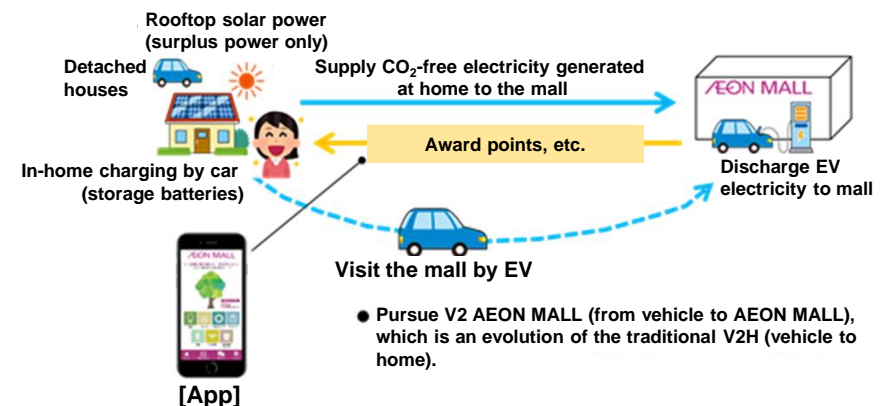 Rooftop solar power
(surplus power only)
Detached
houses
Supply CO₂-free electricity generated
at home to the mall
ÆON MALL
Award points, etc.
In-home charging by car
(storage batteries)
Discharge EV
electricity to mall
ÆON MALL
Visit the mall by EV
● Pursue V2 AEON MALL (from vehicle to AEON MALL),
which is an evolution of the traditional V2H (vehicle to
home).
[App]